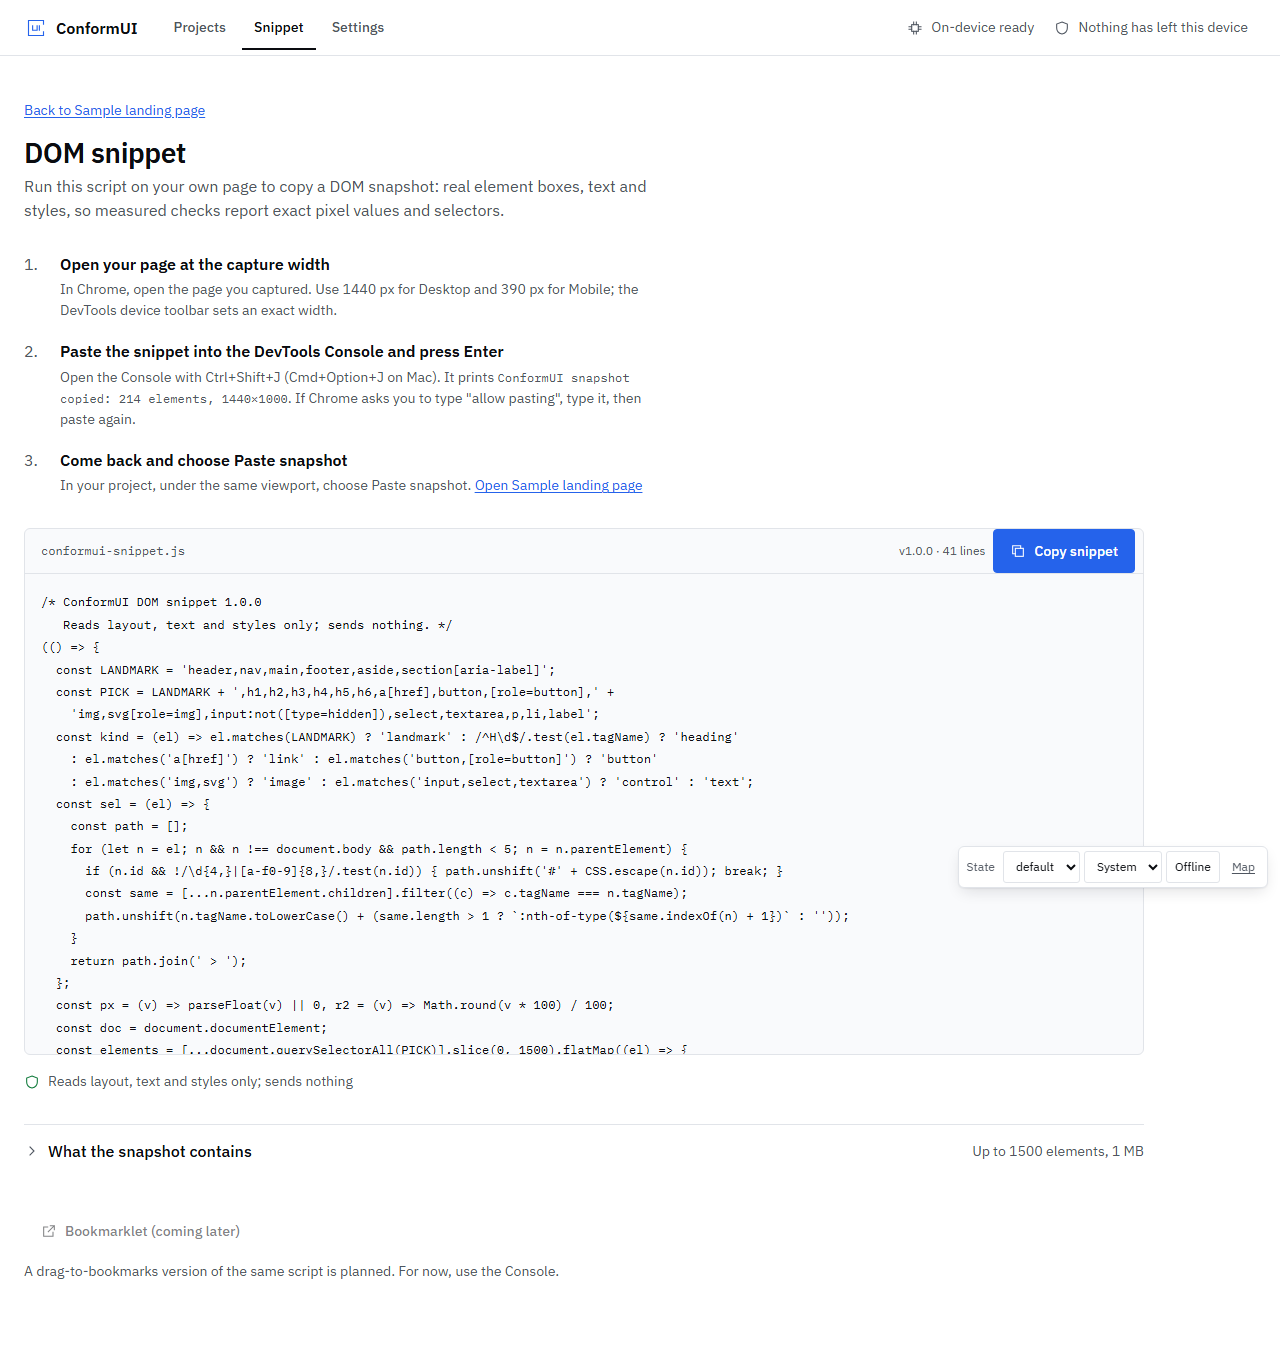 UI ConformUI Projects Snippet Settings On-device ready Nothing has left this device
Back to Sample landing page
DOM snippet
Run this script on your own page to copy a DOM snapshot: real element boxes, text and
styles, so measured checks report exact pixel values and selectors.
1. Open your page at the capture width
In Chrome, open the page you captured. Use 1440 px for Desktop and 390 px for Mobile; the
DevTools device toolbar sets an exact width.
2. Paste the snippet into the DevTools Console and press Enter
Open the Console with Ctrl+Shift+J (Cmd+Option+J on Mac). It prints ConformUI snapshot
copied: 214 elements, 1440×1000. If Chrome asks you to type "allow pasting", type it, then
paste again.
3. Come back and choose Paste snapshot
In your project, under the same viewport, choose Paste snapshot. Open Sample landing page
conformui-snippet.js v1.0.0 · 41 lines Copy snippet
/* ConformUI DOM snippet 1.0.0
   Reads layout, text and styles only; sends nothing. */
(() => {
  const LANDMARK = 'header,nav,main,footer,aside,section[aria-label]';
  const PICK = LANDMARK + ',h1,h2,h3,h4,h5,h6,a[href],button,[role=button],' +
    'img,svg[role=img],input:not([type=hidden]),select,textarea,p,li,label';
  const kind = (el) => el.matches(LANDMARK) ? 'landmark' : /^H\d$/.test(el.tagName) ? 'heading'
    : el.matches('a[href]') ? 'link' : el.matches('button,[role=button]') ? 'button'
    : el.matches('img,svg') ? 'image' : el.matches('input,select,textarea') ? 'control' : 'text';
  const sel = (el) => {
    const path = [];
    for (let n = el; n && n !== document.body && path.length < 5; n = n.parentElement) {
      if (n.id && !/\d{4,}|[a-f0-9]{8,}/.test(n.id)) { path.unshift('#' + CSS.escape(n.id)); break; }
      const same = [...n.parentElement.children].filter((c) => c.tagName === n.tagName);
      path.unshift(n.tagName.toLowerCase() + (same.length > 1 ? `:nth-of-type(${same.indexOf(n) + 1})` : ''));
    }
    return path.join(' > ');
  };
  const px = (v) => parseFloat(v) || 0, r2 = (v) => Math.round(v * 100) / 100;
  const doc = document.documentElement;
  const elements = [...document.querySelectorAll(PICK)].slice(0, 1500).flatMap((el) => {
State default System Offline Map
Reads layout, text and styles only; sends nothing
What the snapshot contains Up to 1500 elements, 1 MB
Bookmarklet (coming later)
A drag-to-bookmarks version of the same script is planned. For now, use the Console.